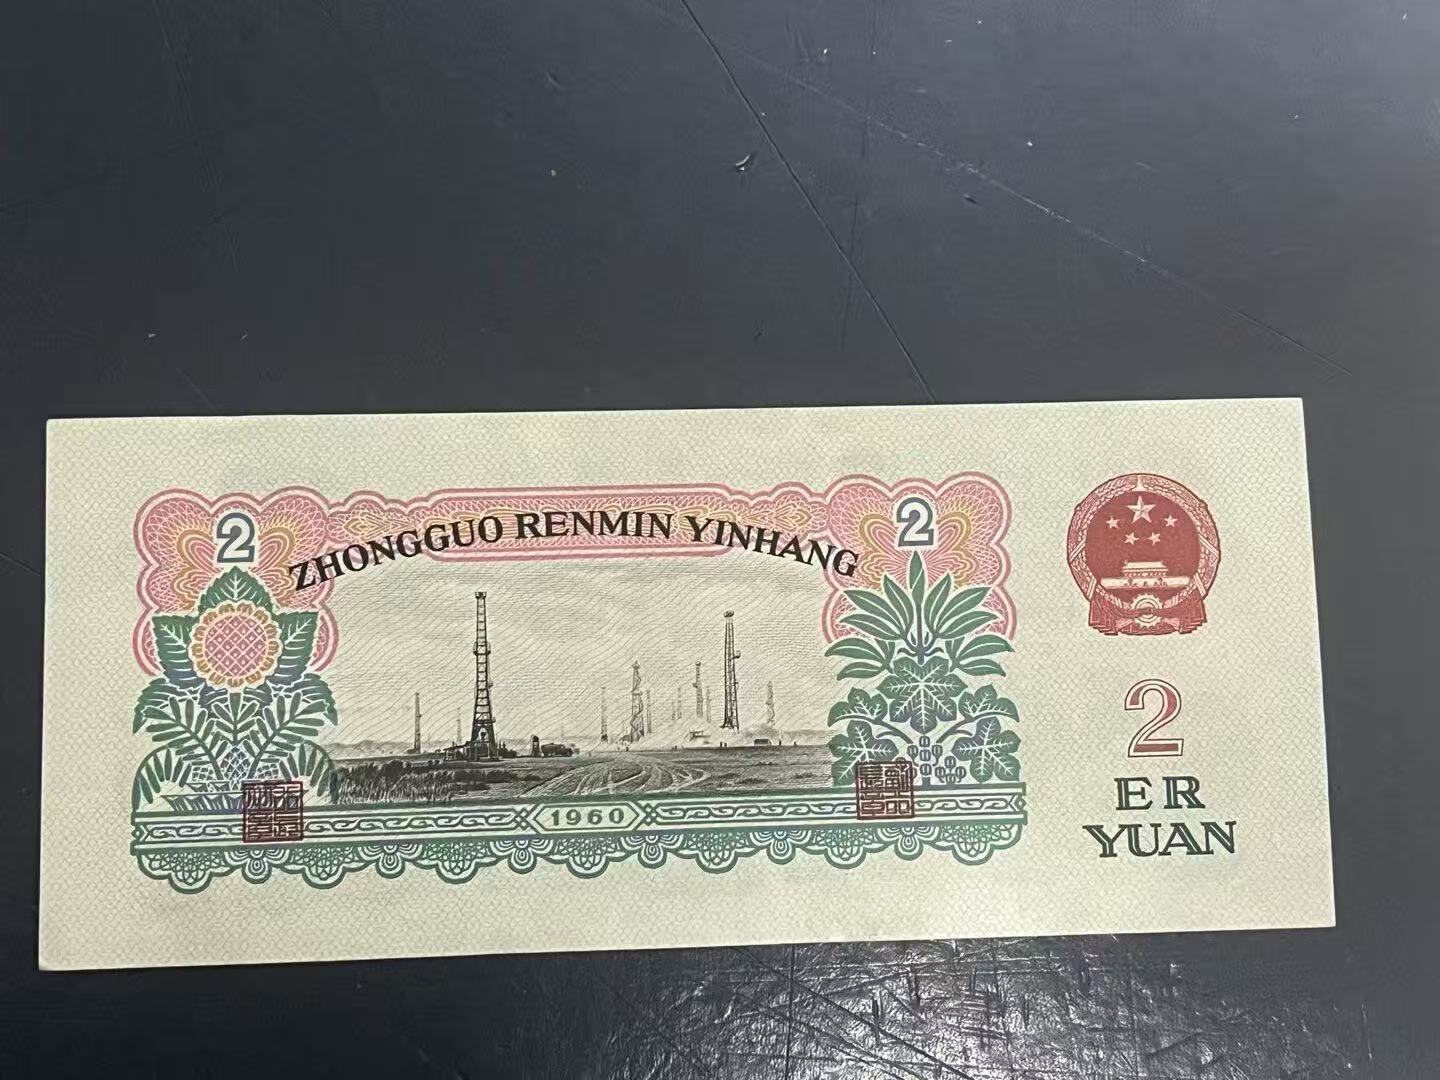 2
2
ZHONGGUO RENMIN YINHANG
1960
2
ER
YUAN